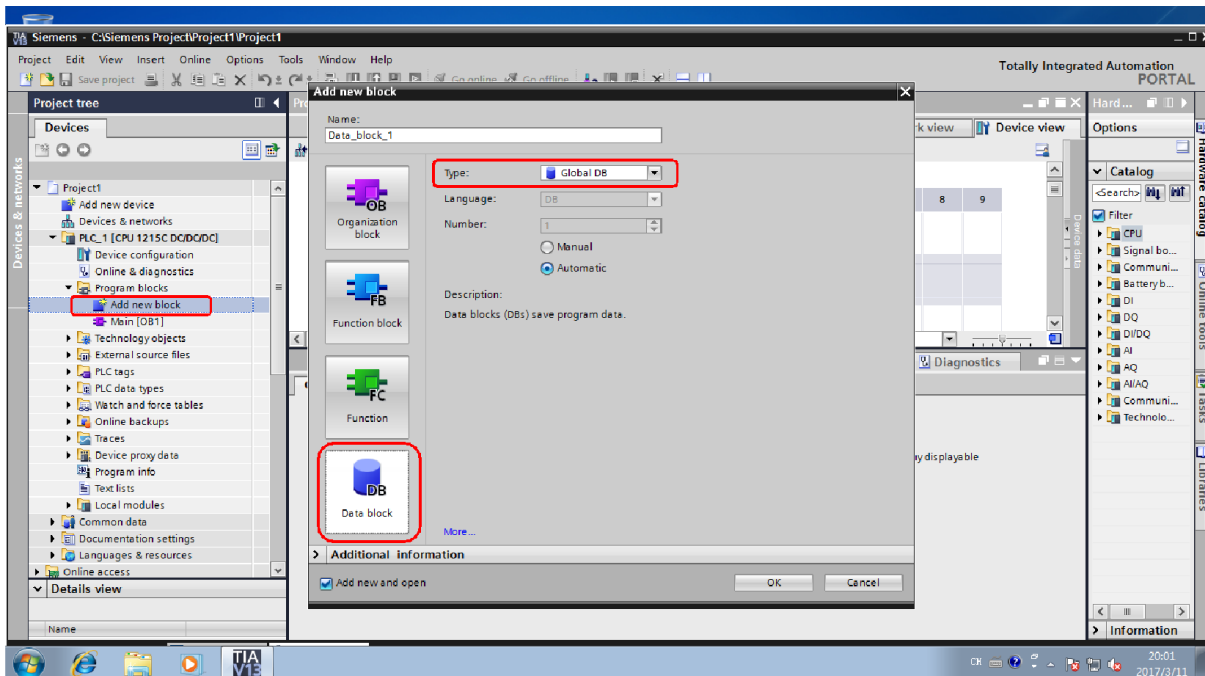 Siemens - C:\Siemens Project\Project1\Project1
Project Edit View Insert Online Options Tools Window Help
Totally Integrated Automation
PORTAL
Save project
Go online
Go offline
Project tree
Devices
Project1
Add new device
Devices & networks
PLC_1 [CPU 1215C DC/DC/DC]
Device configuration
Online & diagnostics
Program blocks
Add new block
Main [OB1]
Technology objects
External source files
PLC tags
PLC data types
Watch and force tables
Online backups
Traces
Device proxy data
Program info
Text lists
Local modules
Common data
Documentation settings
Languages & resources
Online access
Details view
Name
Devices & networks
Add new block
Name:
Data_block_1
OB
Organization
block
FB
Function block
FC
Function
DB
Data block
Type: Global DB
Language: DB
Number: 1
Manual
Automatic
Description:
Data blocks (DBs) save program data.
More...
Additional information
Add new and open
OK
Cancel
k view
Device view
8 9
Device data
Diagnostics
ay displayable
Hard...
Options
Catalog
<Search>
Filter
CPU
Signal bo...
Communi...
Battery b...
DI
DQ
DI/DQ
AI
AQ
AI/AQ
Communi...
Technolo...
Information
Hardware catalog
Online tools
Tasks
Libraries
TIA
V13
CH
20:01
2017/3/11